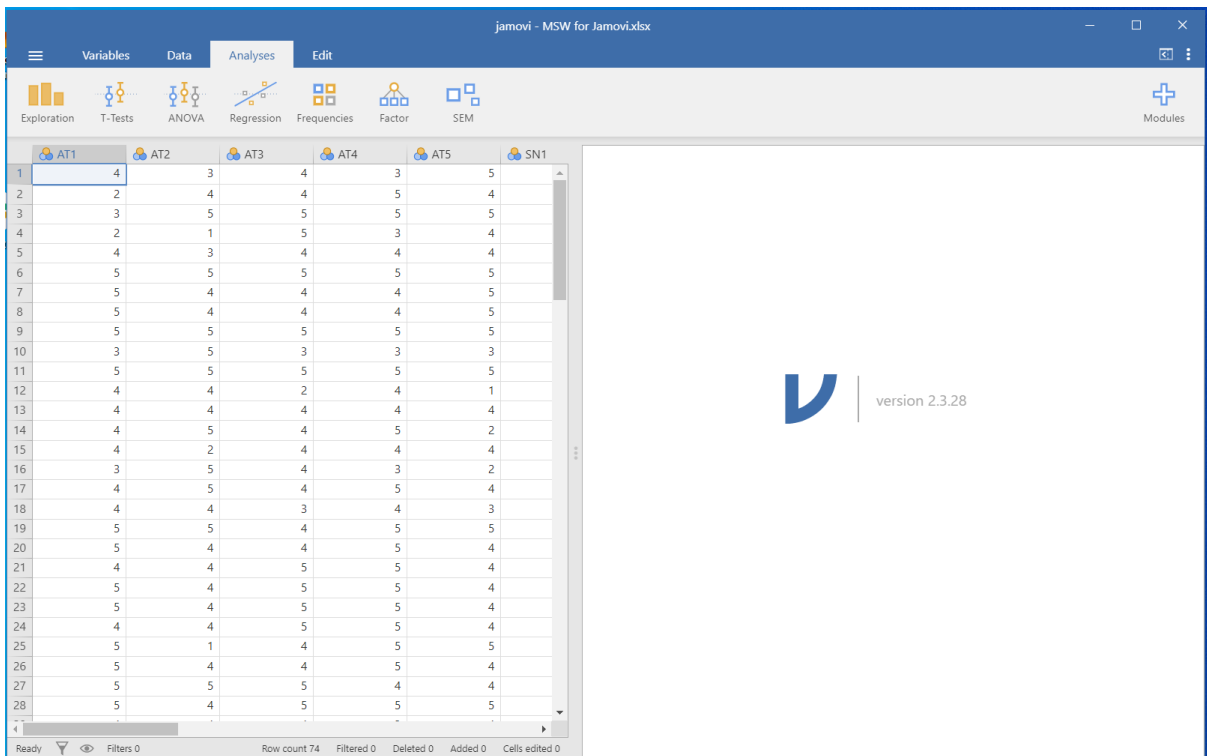 jamovi - MSW for Jamovi.xlsx
Variables Data Analyses Edit
Exploration T-Tests ANOVA Regression Frequencies Factor SEM Modules
AT1 AT2 AT3 AT4 AT5 SN1
1 4 3 4 3 5
2 2 4 4 5 4
3 3 5 5 5 5
4 2 1 5 3 4
5 4 3 4 4 4
6 5 5 5 5 5
7 5 4 4 4 5
8 5 4 4 4 5
9 5 5 5 5 5
10 3 5 3 3 3
11 5 5 5 5 5
12 4 4 2 4 1
13 4 4 4 4 4
14 4 5 4 5 2
15 4 2 4 4 4
16 3 5 4 3 2
17 4 5 4 5 4
18 4 4 3 4 3
19 5 5 4 5 5
20 5 4 4 5 4
21 4 4 5 5 4
22 5 4 5 5 4
23 5 4 5 5 4
24 4 4 5 5 4
25 5 1 4 5 5
26 5 4 4 5 4
27 5 5 5 4 4
28 5 4 5 5 5
version 2.3.28
Ready Filters 0 Row count 74 Filtered 0 Deleted 0 Added 0 Cells edited 0